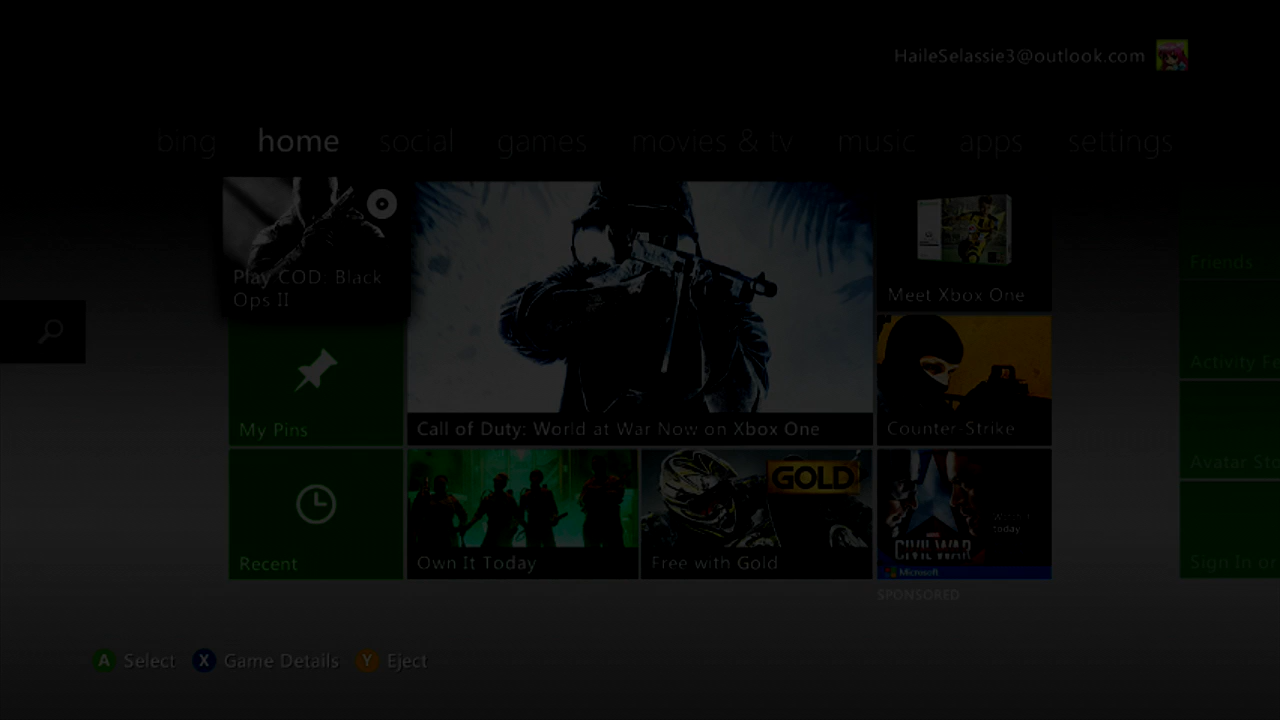 HaileSelassie3@outlook.com
bing home social games movies & tv music apps settings
Play COD: Black
Ops II
My Pins
Recent
Call of Duty: World at War Now on Xbox One
Own It Today
GOLD
Free with Gold
Meet Xbox One
Counter-Strike
today
CIVIL WAR
Microsoft
SPONSORED
Friends
Activity
Avatar
Sign In or
A Select X Game Details Y Eject